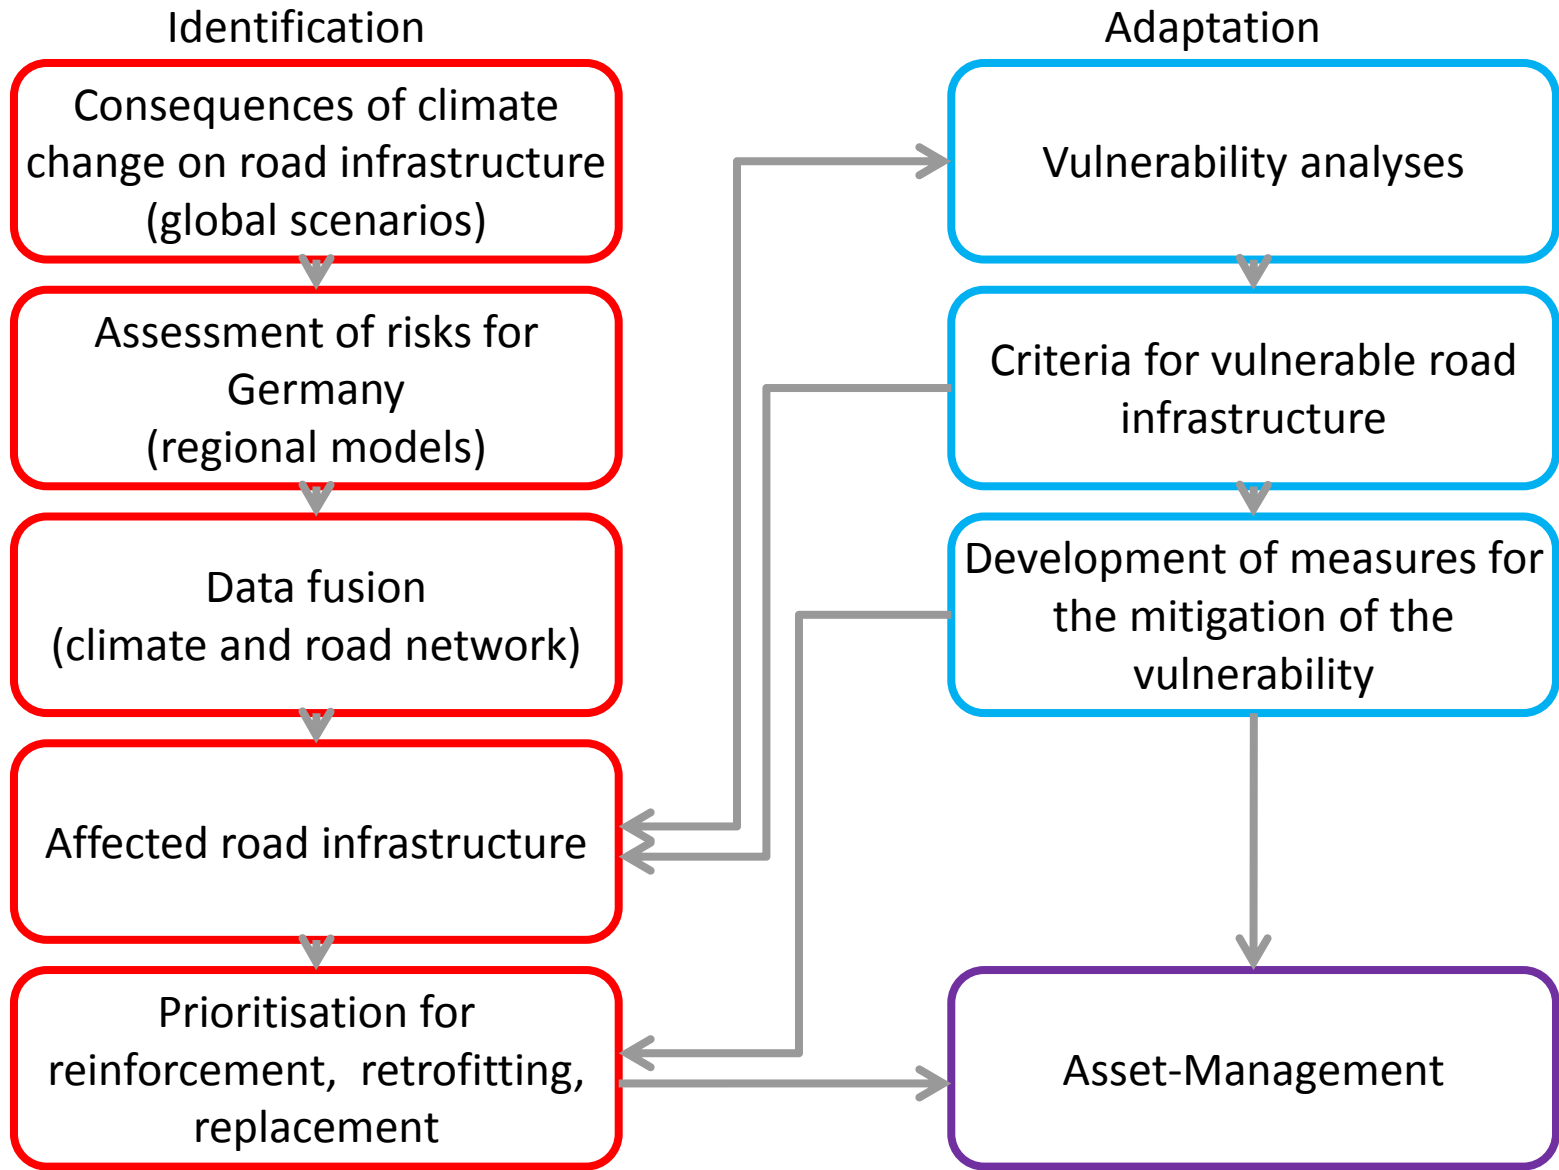 Identification
Consequences of climate
change on road infrastructure
(global scenarios)
Assessment of risks for
Germany
(regional models)
Data fusion
(climate and road network)
Affected road infrastructure
Prioritisation for
reinforcement, retrofitting,
replacement
Adaptation
Vulnerability analyses
Criteria for vulnerable road
infrastructure
Development of measures for
the mitigation of the
vulnerability
Asset-Management